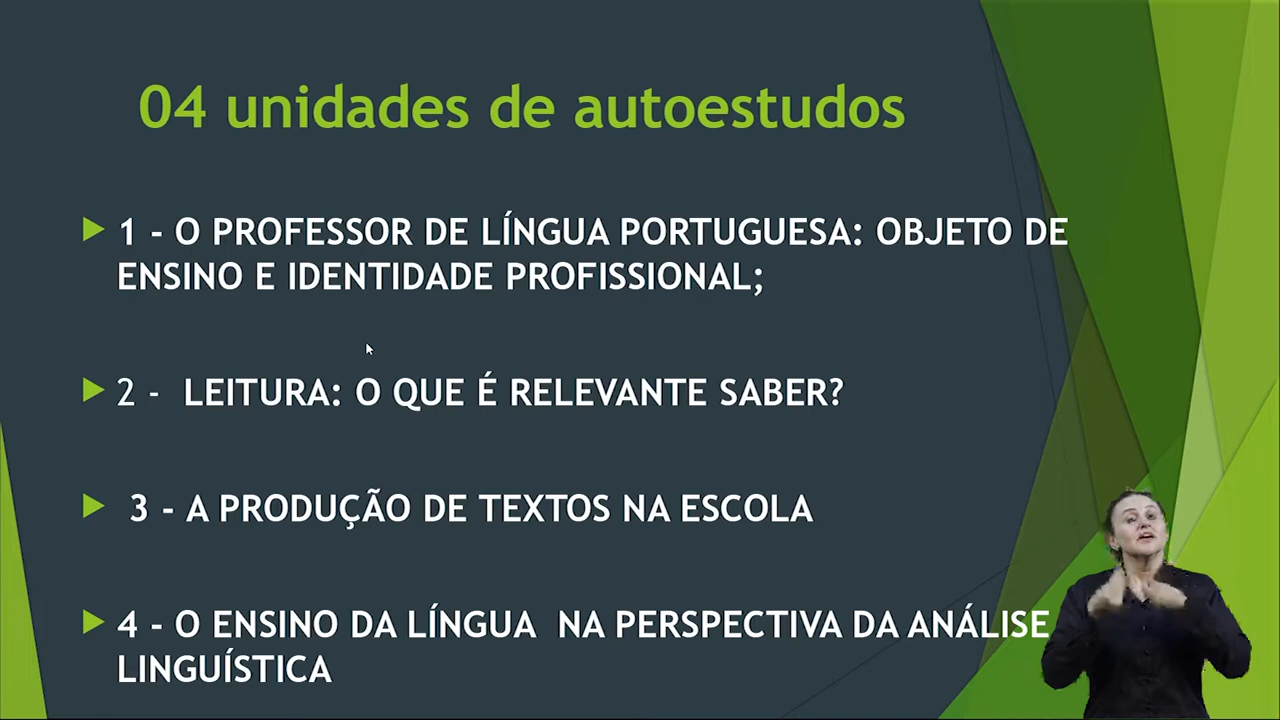 04 unidades de autoestudos
1 - O PROFESSOR DE LÍNGUA PORTUGUESA: OBJETO DE
ENSINO E IDENTIDADE PROFISSIONAL;
2 - LEITURA: O QUE É RELEVANTE SABER?
3 - A PRODUÇÃO DE TEXTOS NA ESCOLA
4 - O ENSINO DA LÍNGUA NA PERSPECTIVA DA ANÁLISE
LINGUÍSTICA